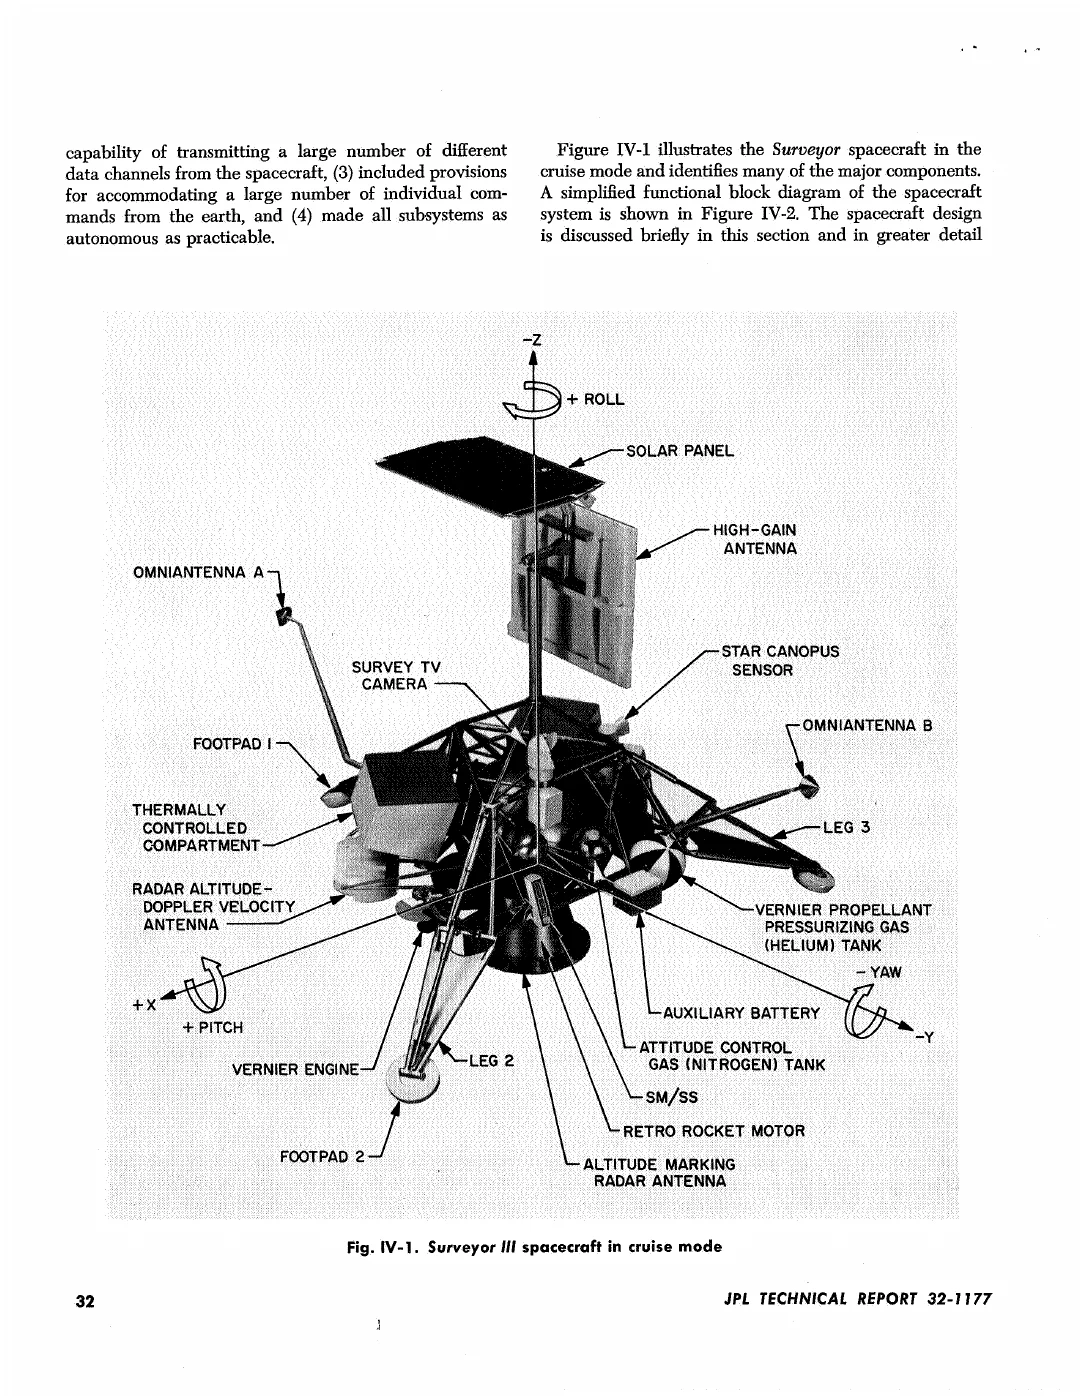 capability of transmitting a large number of different
data channels from the spacecraft, (3) included provisions
for accommodating a large number of individual com-
mands from the earth, and (4) made all subsystems as
autonomous as practicable.
Figure IV-1 illustrates the Surveyor spacecraft in the
cruise mode and identifies many of the major components.
A simplified functional block diagram of the spacecraft
system is shown in Figure IV-2. The spacecraft design
is discussed briefly in this section and in greater detail
-Z
+ ROLL
SOLAR PANEL
HIGH-GAIN
ANTENNA
OMNIANTENNA A
STAR CANOPUS
SENSOR
SURVEY TV
CAMERA
OMNIANTENNA B
FOOTPAD 1
THERMALLY
CONTROLLED
COMPARTMENT
LEG 3
RADAR ALTITUDE-
DOPPLER VELOCITY
ANTENNA
VERNIER PROPELLANT
PRESSURIZING GAS
(HELIUM) TANK
- YAW
+X
+ PITCH
AUXILIARY BATTERY
-Y
ATTITUDE CONTROL
GAS (NITROGEN) TANK
VERNIER ENGINE
LEG 2
SM/SS
RETRO ROCKET MOTOR
FOOTPAD 2
ALTITUDE MARKING
RADAR ANTENNA
Fig. IV-1. Surveyor III spacecraft in cruise mode
32
JPL TECHNICAL REPORT 32-1177